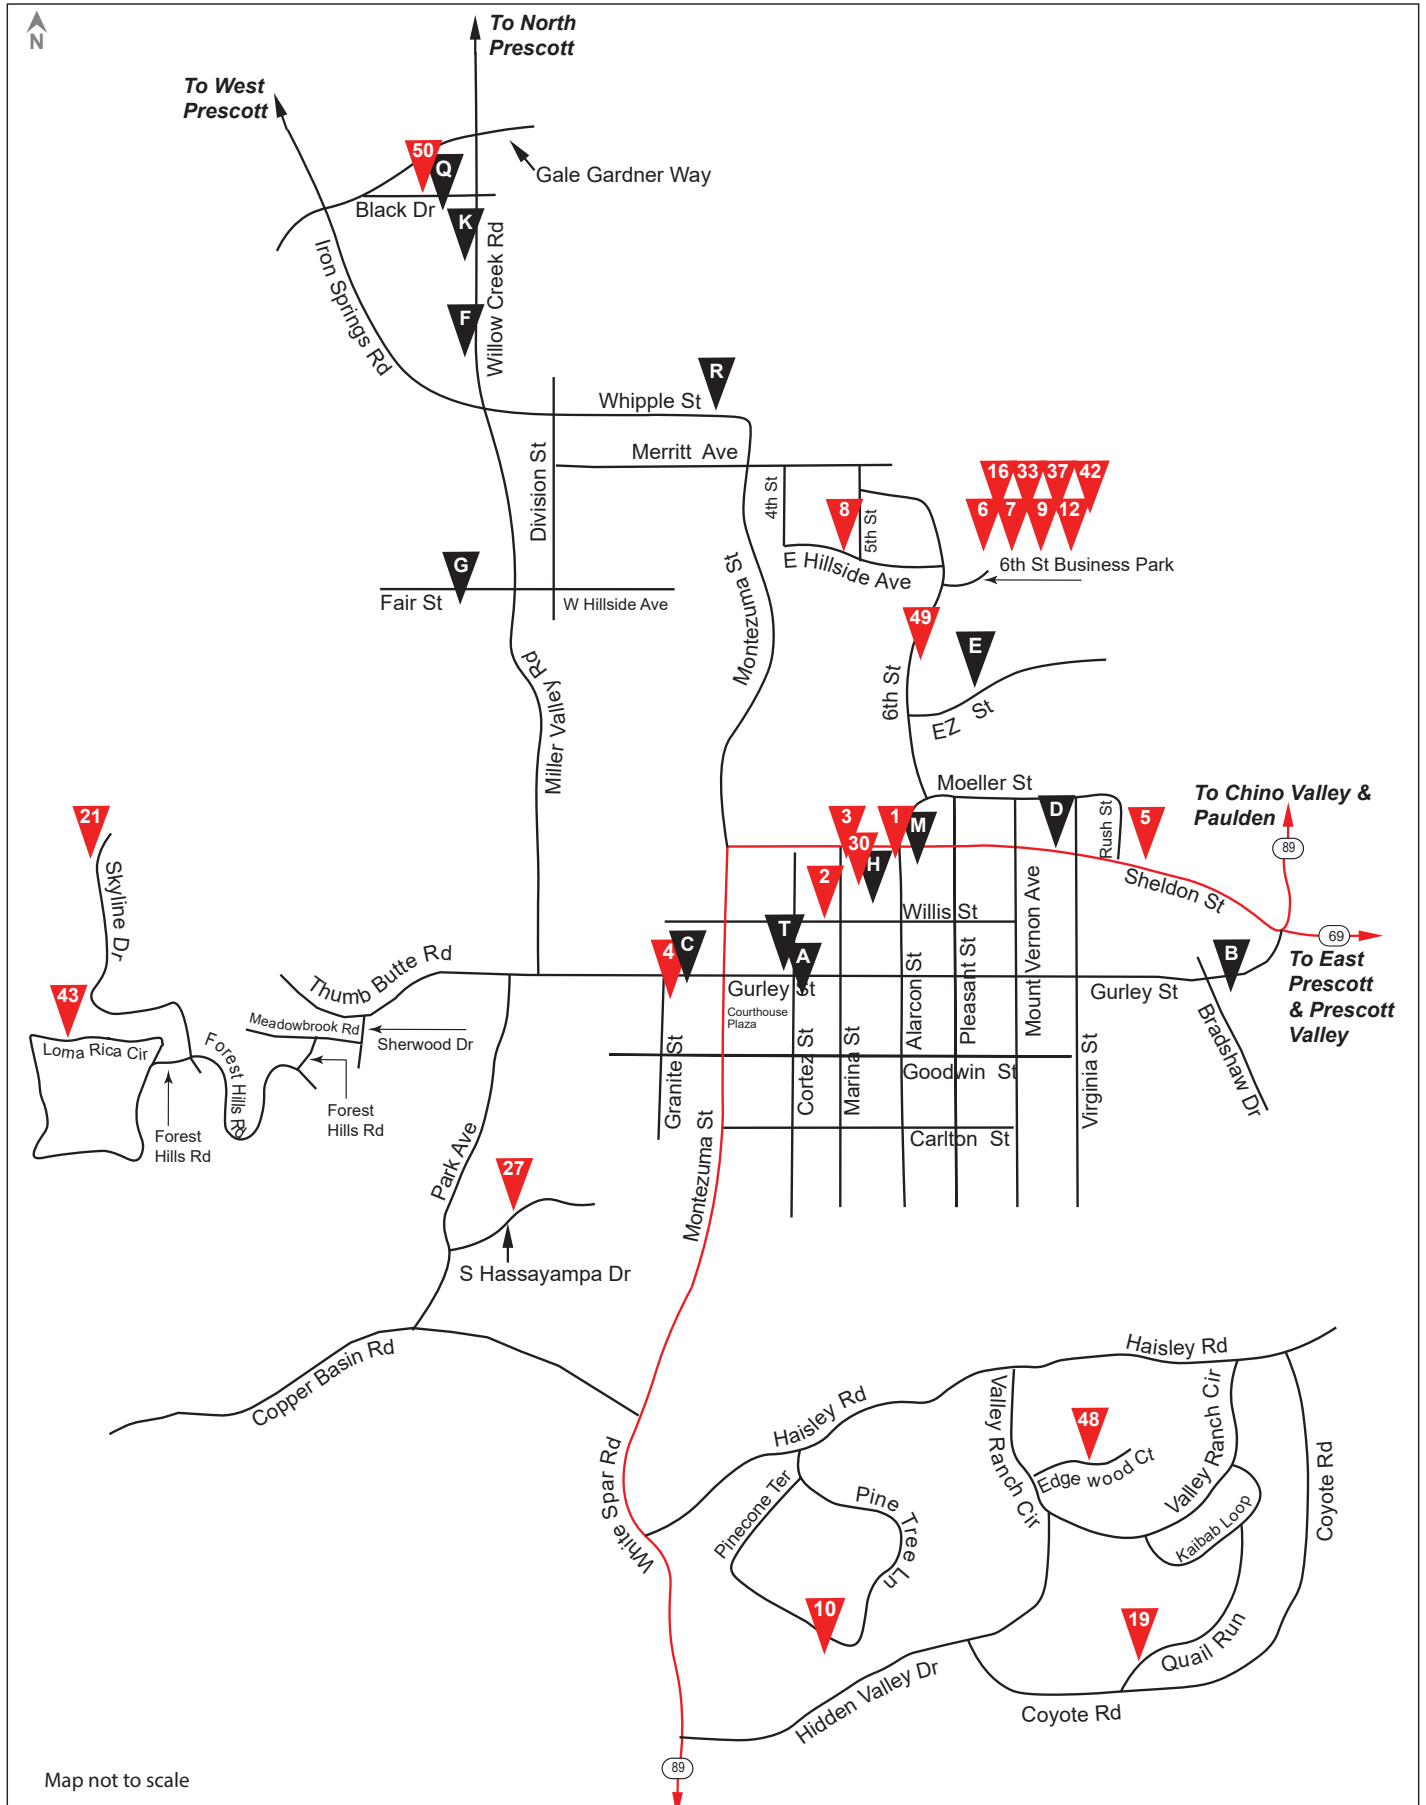 N
To North
Prescott
To West
Prescott
50
Q
Gale Gardner Way
Black Dr
K
Iron Springs Rd
Willow Creek Rd
F
R
Whipple St
Merritt Ave
Division St
4th St
8
5th St
16 33 37 42
6 7 9 12
E Hillside Ave
6th St Business Park
G
Fair St
W Hillside Ave
Montezuma St
49
E
6th St
EZ St
Miller Valley Rd
Moeller St
To Chino Valley &
Paulden
89
21
3
1
M
D
Rush St
5
30
H
2
Sheldon St
Skyline Dr
Willis St
Mount Vernon Ave
T
4
C
A
B
69
To East
Prescott
& Prescott
Valley
Thumb Butte Rd
Gurley St
Gurley St
43
Courthouse
Plaza
Alarcon St
Pleasant St
Meadowbrook Rd
Sherwood Dr
Loma Rica Cir
Forest Hills Rd
Granite St
Cortez St
Marina St
Goodwin St
Virginia St
Bradshaw Dr
Forest
Hills Rd
Forest
Hills Rd
Carlton St
Park Ave
27
Montezuma St
S Hassayampa Dr
Copper Basin Rd
Haisley Rd
Haisley Rd
Valley Ranch Cir
Valley Ranch Cir
48
Edge wood Ct
White Spar Rd
Pinecone Ter
Pine Tree Ln
Kaibab Loop
Coyote Rd
10
19
Quail Run
Hidden Valley Dr
Coyote Rd
89
Map not to scale